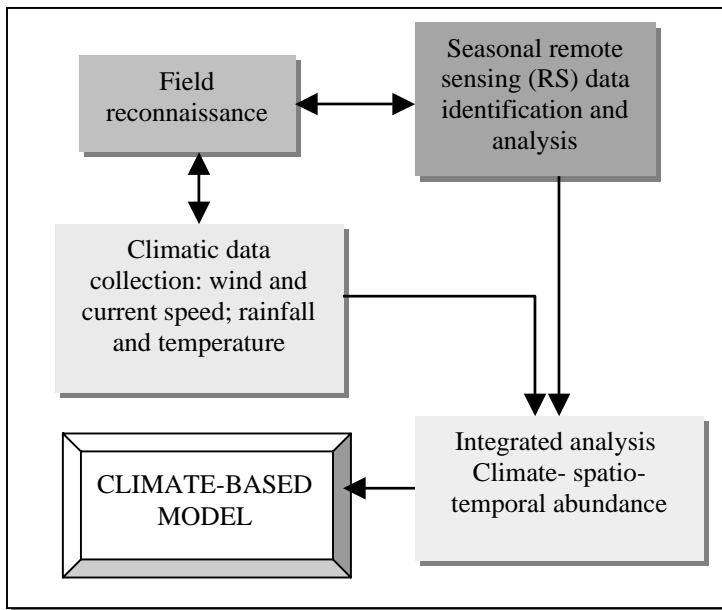 Field
reconnaissance
Seasonal remote
sensing (RS) data
identification and
analysis
Climatic data
collection: wind and
current speed; rainfall
and temperature
Integrated analysis
Climate- spatio-
temporal abundance
CLIMATE-BASED
MODEL